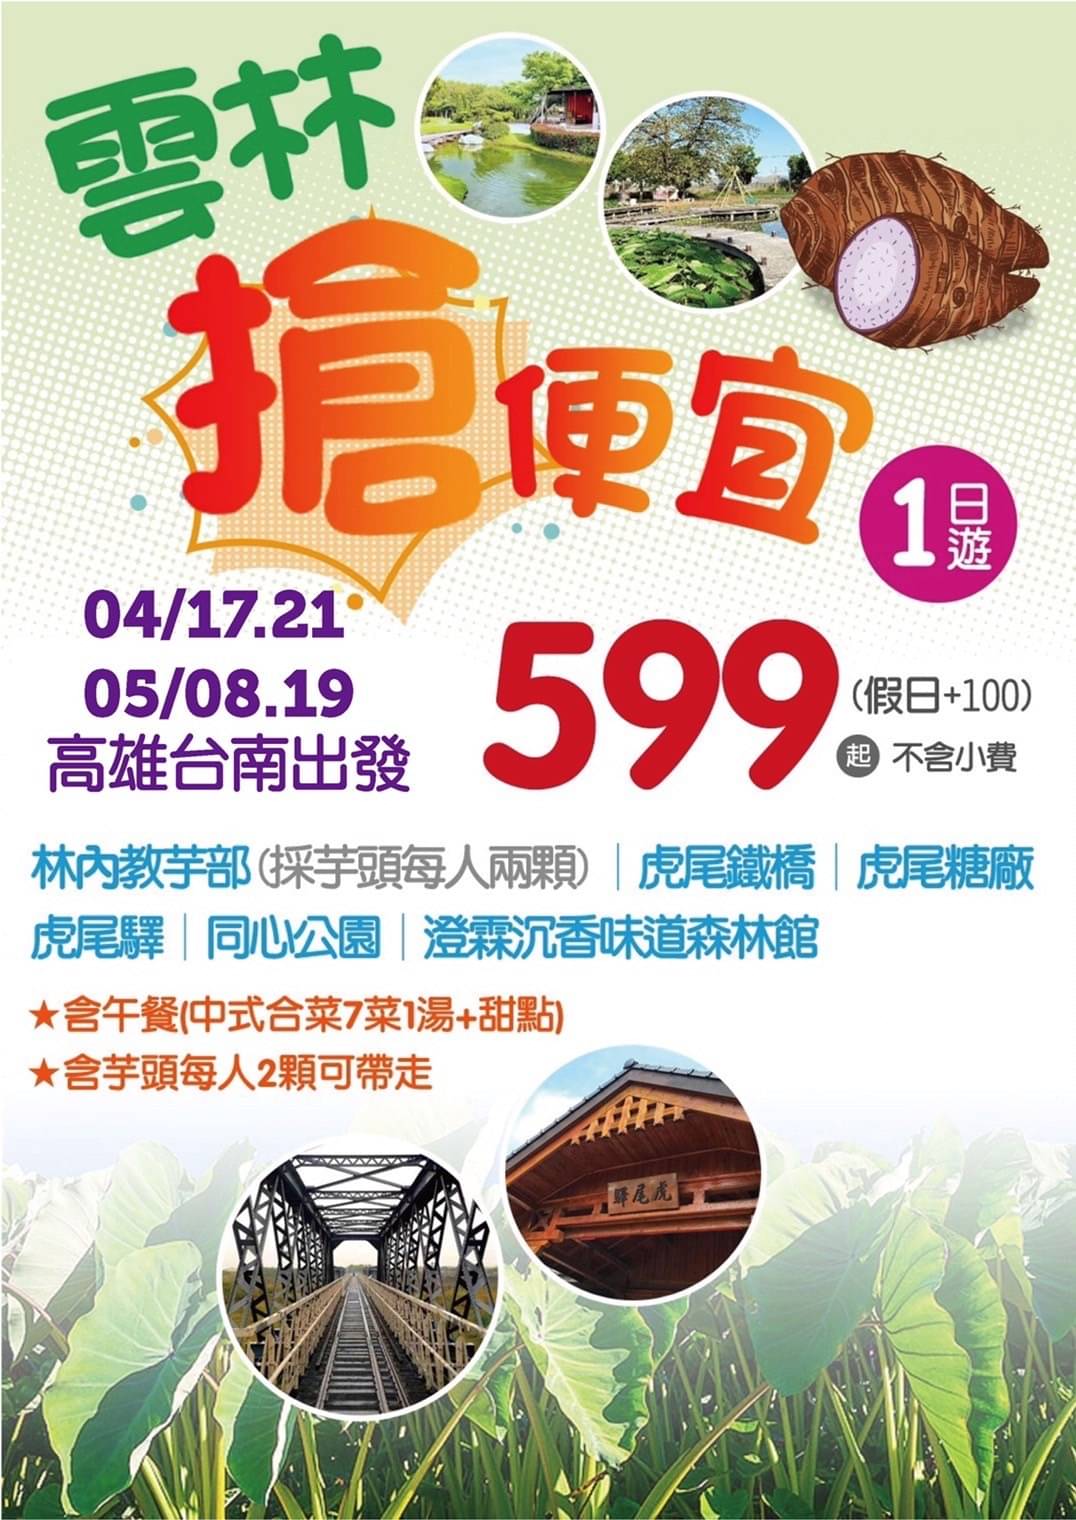 雲林
搶便宜
1日遊
04/17.21
05/08.19
高雄台南出發
599
(假日+100)
起 不含小費
林內教芋部(採芋頭每人兩顆)｜虎尾鐵橋｜虎尾糖廠
虎尾驛｜同心公園｜澄霖沉香味道森林館
★含午餐(中式合菜7菜1湯+甜點)
★含芋頭每人2顆可帶走
驛尾虎